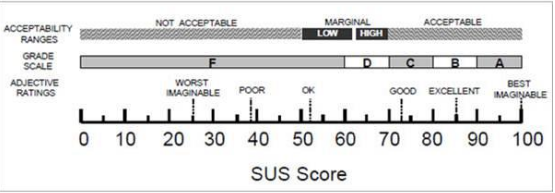 ACCEPTABILITY
RANGES
NOT ACCEPTABLE
MARGINAL
ACCEPTABLE
LOW
HIGH
GRADE
SCALE
F
D
C
B
A
ADJECTIVE
RATINGS
WORST
IMAGINABLE
POOR
OK
GOOD
EXCELLENT
BEST
IMAGINABLE
0 10 20 30 40 50 60 70 80 90 100
SUS Score